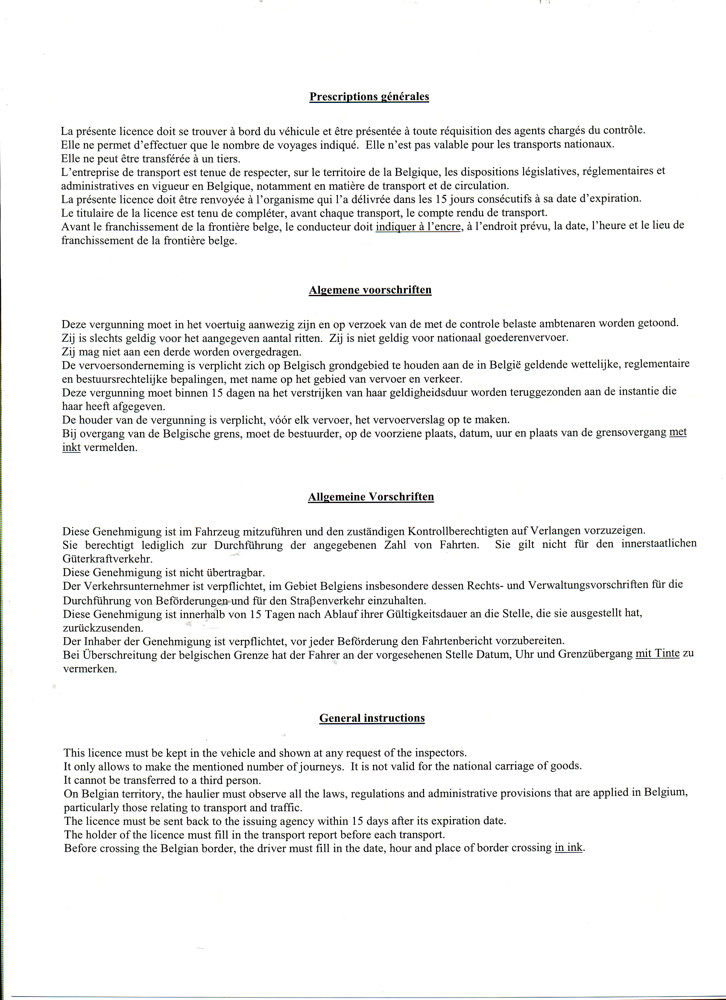 Prescriptions générales
La présente licence doit se trouver à bord du véhicule et être présentée à toute réquisition des agents chargés du contrôle.
Elle ne permet d’effectuer que le nombre de voyages indiqué.  Elle n’est pas valable pour les transports nationaux.
Elle ne peut être transférée à un tiers.
L’entreprise de transport est tenue de respecter, sur le territoire de la Belgique, les dispositions législatives, réglementaires et
administratives en vigueur en Belgique, notamment en matière de transport et de circulation.
La présente licence doit être renvoyée à l’organisme qui l’a délivrée dans les 15 jours consécutifs à sa date d’expiration.
Le titulaire de la licence est tenu de compléter, avant chaque transport, le compte rendu de transport.
Avant le franchissement de la frontière belge, le conducteur doit indiquer à l’encre, à l’endroit prévu, la date, l’heure et le lieu de
franchissement de la frontière belge.
Algemene voorschriften
Deze vergunning moet in het voertuig aanwezig zijn en op verzoek van de met de controle belaste ambtenaren worden getoond.
Zij is slechts geldig voor het aangegeven aantal ritten.  Zij is niet geldig voor nationaal goederenvervoer.
Zij mag niet aan een derde worden overgedragen.
De vervoersonderneming is verplicht zich op Belgisch grondgebied te houden aan de in België geldende wettelijke, reglementaire
en bestuursrechtelijke bepalingen, met name op het gebied van vervoer en verkeer.
Deze vergunning moet binnen 15 dagen na het verstrijken van haar geldigheidsduur worden teruggezonden aan de instantie die
haar heeft afgegeven.
De houder van de vergunning is verplicht, vóór elk vervoer, het vervoerverslag op te maken.
Bij overgang van de Belgische grens, moet de bestuurder, op de voorziene plaats, datum, uur en plaats van de grensovergang met
inkt vermelden.
Allgemeine Vorschriften
Diese Genehmigung ist im Fahrzeug mitzuführen und den zuständigen Kontrollberechtigten auf Verlangen vorzuzeigen.
Sie berechtigt lediglich zur Durchführung der angegebenen Zahl von Fahrten.  Sie gilt nicht für den innerstaatlichen
Güterkraftverkehr.
Diese Genehmigung ist nicht übertragbar.
Der Verkehrsunternehmer ist verpflichtet, im Gebiet Belgiens insbesondere dessen Rechts- und Verwaltungsvorschriften für die
Durchführung von Beförderungen und für den Straßenverkehr einzuhalten.
Diese Genehmigung ist innerhalb von 15 Tagen nach Ablauf ihrer Gültigkeitsdauer an die Stelle, die sie ausgestellt hat,
zurückzusenden.
Der Inhaber der Genehmigung ist verpflichtet, vor jeder Beförderung den Fahrtenbericht vorzubereiten.
Bei Überschreitung der belgischen Grenze hat der Fahrer an der vorgesehenen Stelle Datum, Uhr und Grenzübergang mit Tinte zu
vermerken.
General instructions
This licence must be kept in the vehicle and shown at any request of the inspectors.
It only allows to make the mentioned number of journeys.  It is not valid for the national carriage of goods.
It cannot be transferred to a third person.
On Belgian territory, the haulier must observe all the laws, regulations and administrative provisions that are applied in Belgium,
particularly those relating to transport and traffic.
The licence must be sent back to the issuing agency within 15 days after its expiration date.
The holder of the licence must fill in the transport report before each transport.
Before crossing the Belgian border, the driver must fill in the date, hour and place of border crossing in ink.